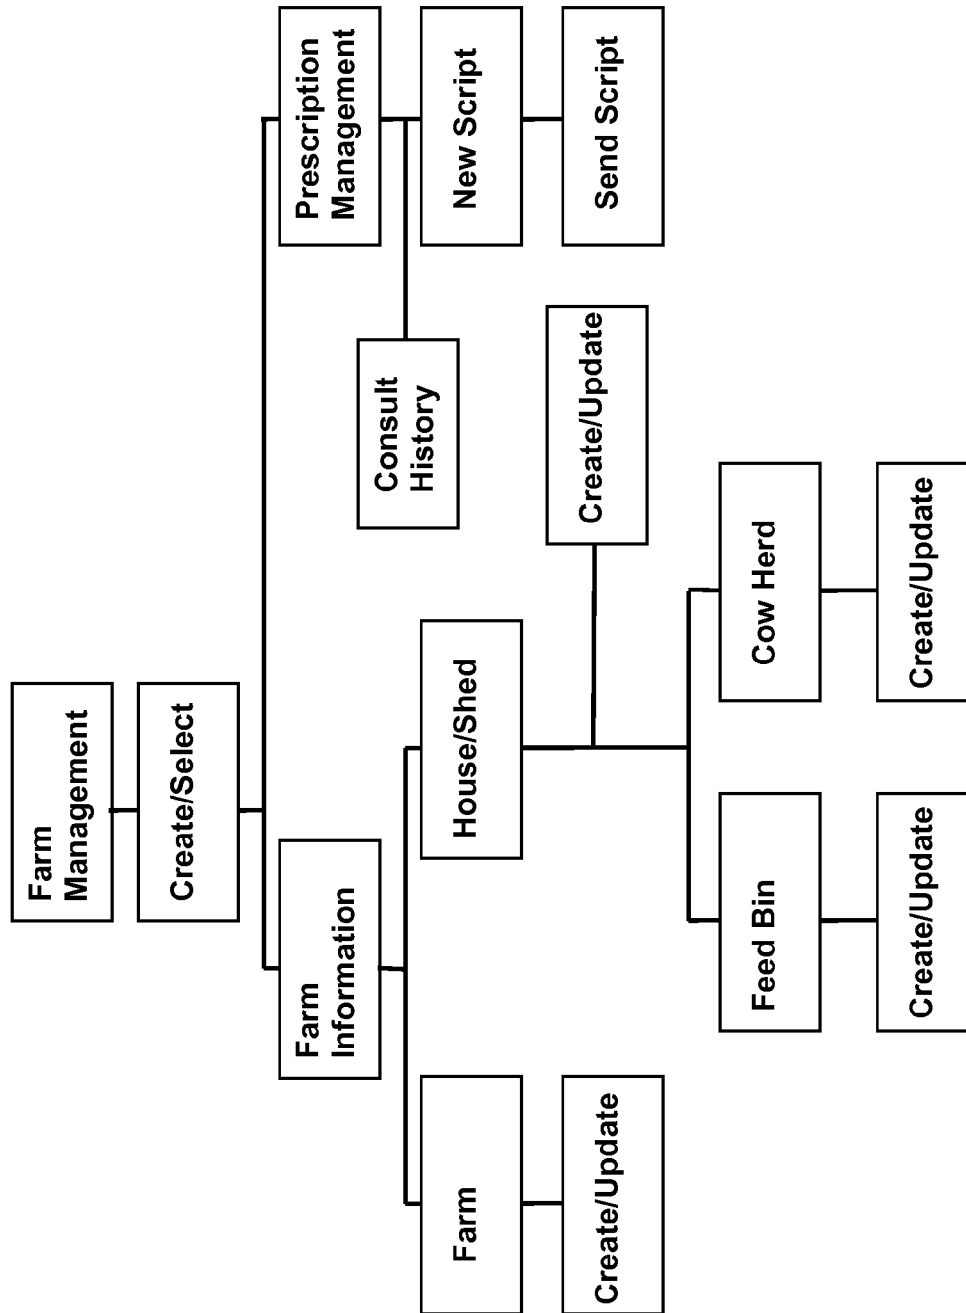 Farm
Management
Create/Select
Farm
Information
Prescription
Management
Farm
House/Shed
Consult
History
New Script
Create/Update
Create/Update
Send Script
Feed Bin
Cow Herd
Create/Update
Create/Update